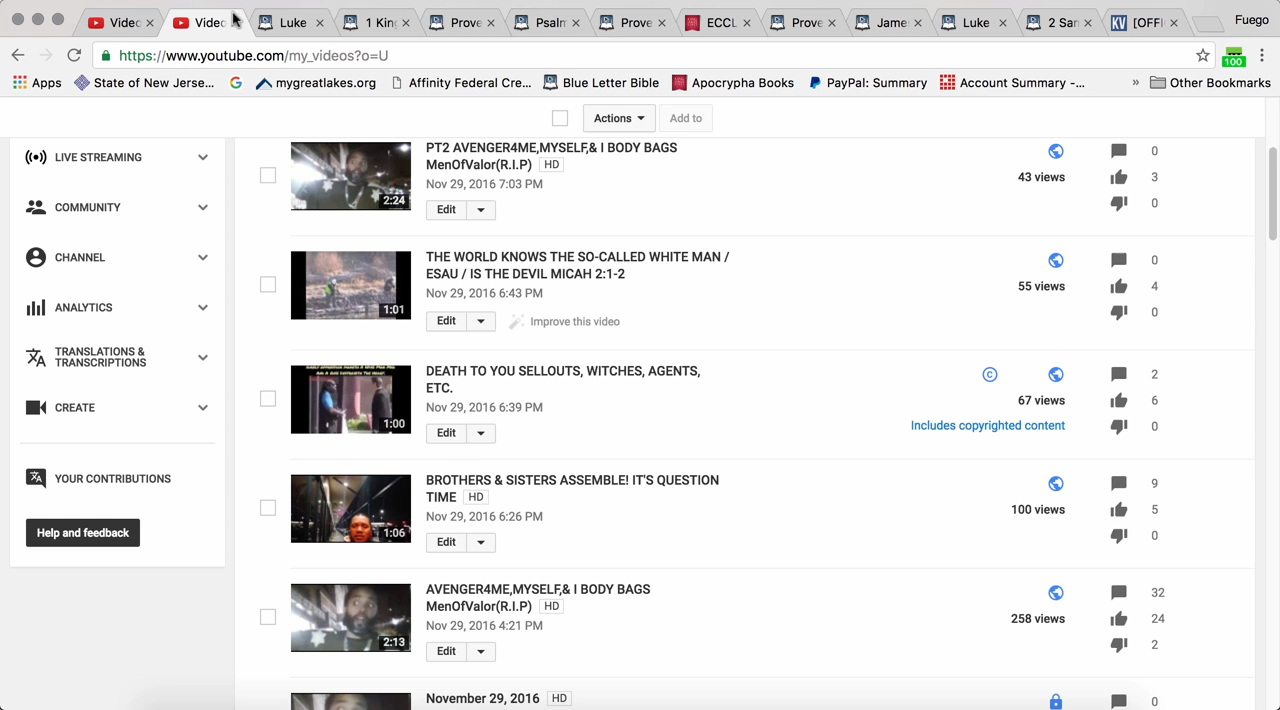 Video
Video
Luke
1 King
Prove
Psalm
Prove
ECCL
Prove
Jame
Luke
2 San
KV [OFFI
Fuego
https://www.youtube.com/my_videos?o=U
100
Apps
State of New Jerse...
mygreatlakes.org
Affinity Federal Cre...
Blue Letter Bible
Apocrypha Books
PayPal: Summary
Account Summary -...
»
Other Bookmarks
Actions
Add to
LIVE STREAMING
COMMUNITY
CHANNEL
ANALYTICS
TRANSLATIONS &
TRANSCRIPTIONS
CREATE
YOUR CONTRIBUTIONS
Help and feedback
2:24
PT2 AVENGER4ME,MYSELF,& I BODY BAGS
MenOfValor(R.I.P) HD
Nov 29, 2016 7:03 PM
Edit
43 views
0
3
0
1:01
THE WORLD KNOWS THE SO-CALLED WHITE MAN /
ESAU / IS THE DEVIL MICAH 2:1-2
Nov 29, 2016 6:43 PM
Edit
Improve this video
55 views
0
4
0
1:00
DEATH TO YOU SELLOUTS, WITCHES, AGENTS,
ETC.
Nov 29, 2016 6:39 PM
Edit
67 views
Includes copyrighted content
2
6
0
1:06
BROTHERS & SISTERS ASSEMBLE! IT'S QUESTION
TIME HD
Nov 29, 2016 6:26 PM
Edit
100 views
9
5
0
2:13
AVENGER4ME,MYSELF,& I BODY BAGS
MenOfValor(R.I.P) HD
Nov 29, 2016 4:21 PM
Edit
258 views
32
24
2
November 29, 2016 HD
0